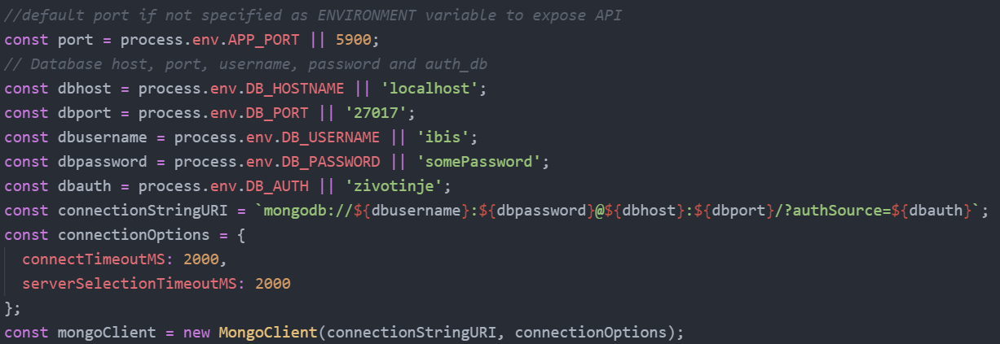 //default port if not specified as ENVIRONMENT variable to expose API
const port = process.env.APP_PORT || 5900;
// Database host, port, username, password and auth_db
const dbhost = process.env.DB_HOSTNAME || 'localhost';
const dbport = process.env.DB_PORT || '27017';
const dbusername = process.env.DB_USERNAME || 'ibis';
const dbpassword = process.env.DB_PASSWORD || 'somePassword';
const dbauth = process.env.DB_AUTH || 'zivotinje';
const connectionStringURI = `mongodb://${dbusername}:${dbpassword}@${dbhost}:${dbport}/?authSource=${dbauth}`;
const connectionOptions = {
  connectTimeoutMS: 2000,
  serverSelectionTimeoutMS: 2000
};
const mongoClient = new MongoClient(connectionStringURI, connectionOptions);